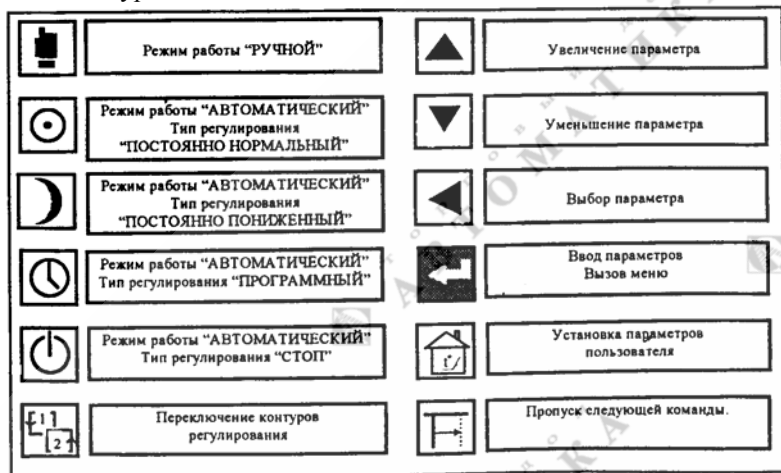 Режим работы “РУЧНОЙ”
Режим работы “АВТОМАТИЧЕСКИЙ”
Тип регулирования
“ПОСТОЯННО НОРМАЛЬНЫЙ”
Режим работы “АВТОМАТИЧЕСКИЙ”
Тип регулирования
“ПОСТОЯННО ПОНИЖЕННЫЙ”
Режим работы “АВТОМАТИЧЕСКИЙ”
Тип регулирования “ПРОГРАММНЫЙ”
Режим работы “АВТОМАТИЧЕСКИЙ”
Тип регулирования “СТОП”
1
2
Переключение контуров
регулирования
Увеличение параметра
Уменьшение параметра
Выбор параметра
Ввод параметров
Вызов меню
Установка параметров
пользователя
Пропуск следующей команды.